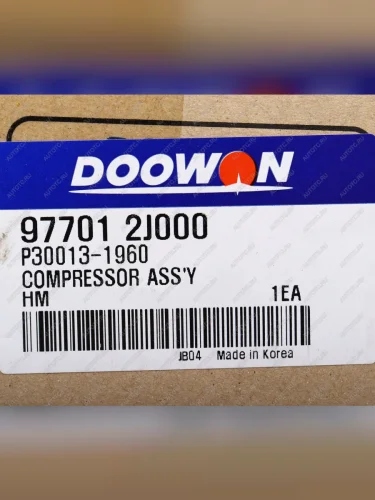 DOOWON
97701 2J000
P30013-1960
COMPRESSOR ASS'Y
HM 1EA
JB04 Made in Korea